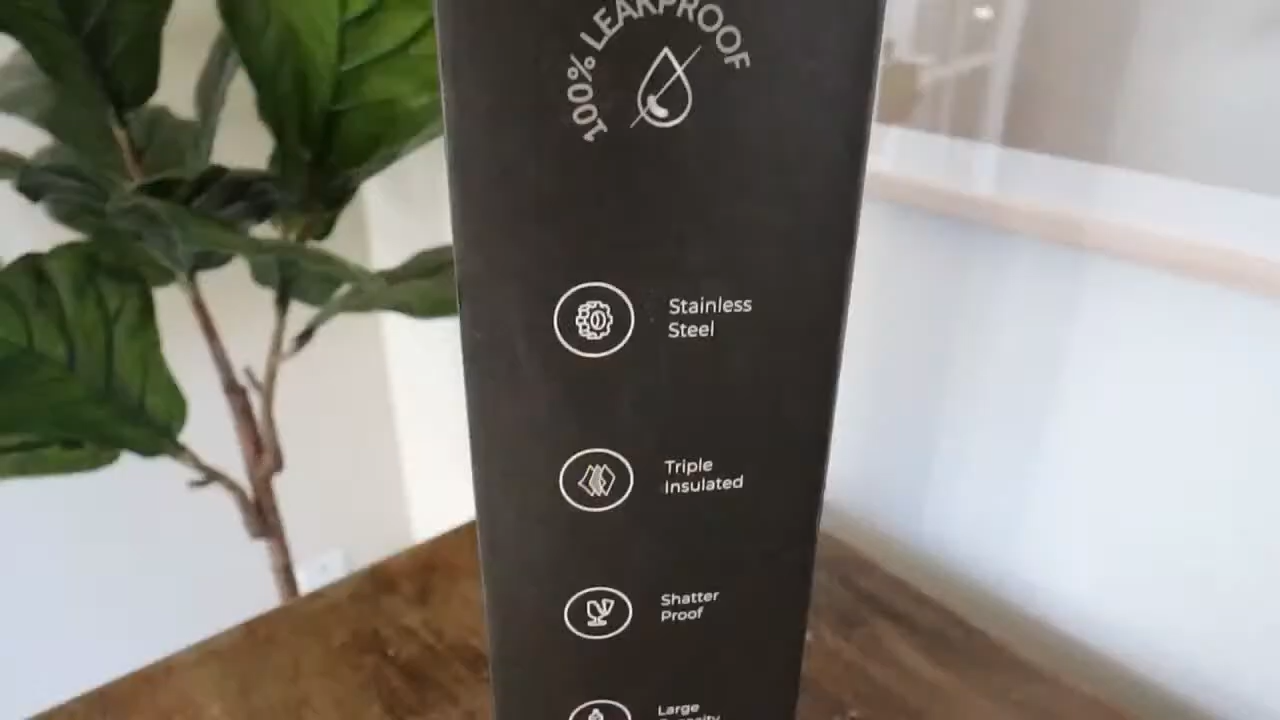 100% LEAKPROOF
Stainless
Steel
Triple
Insulated
Shatter
Proof
Large